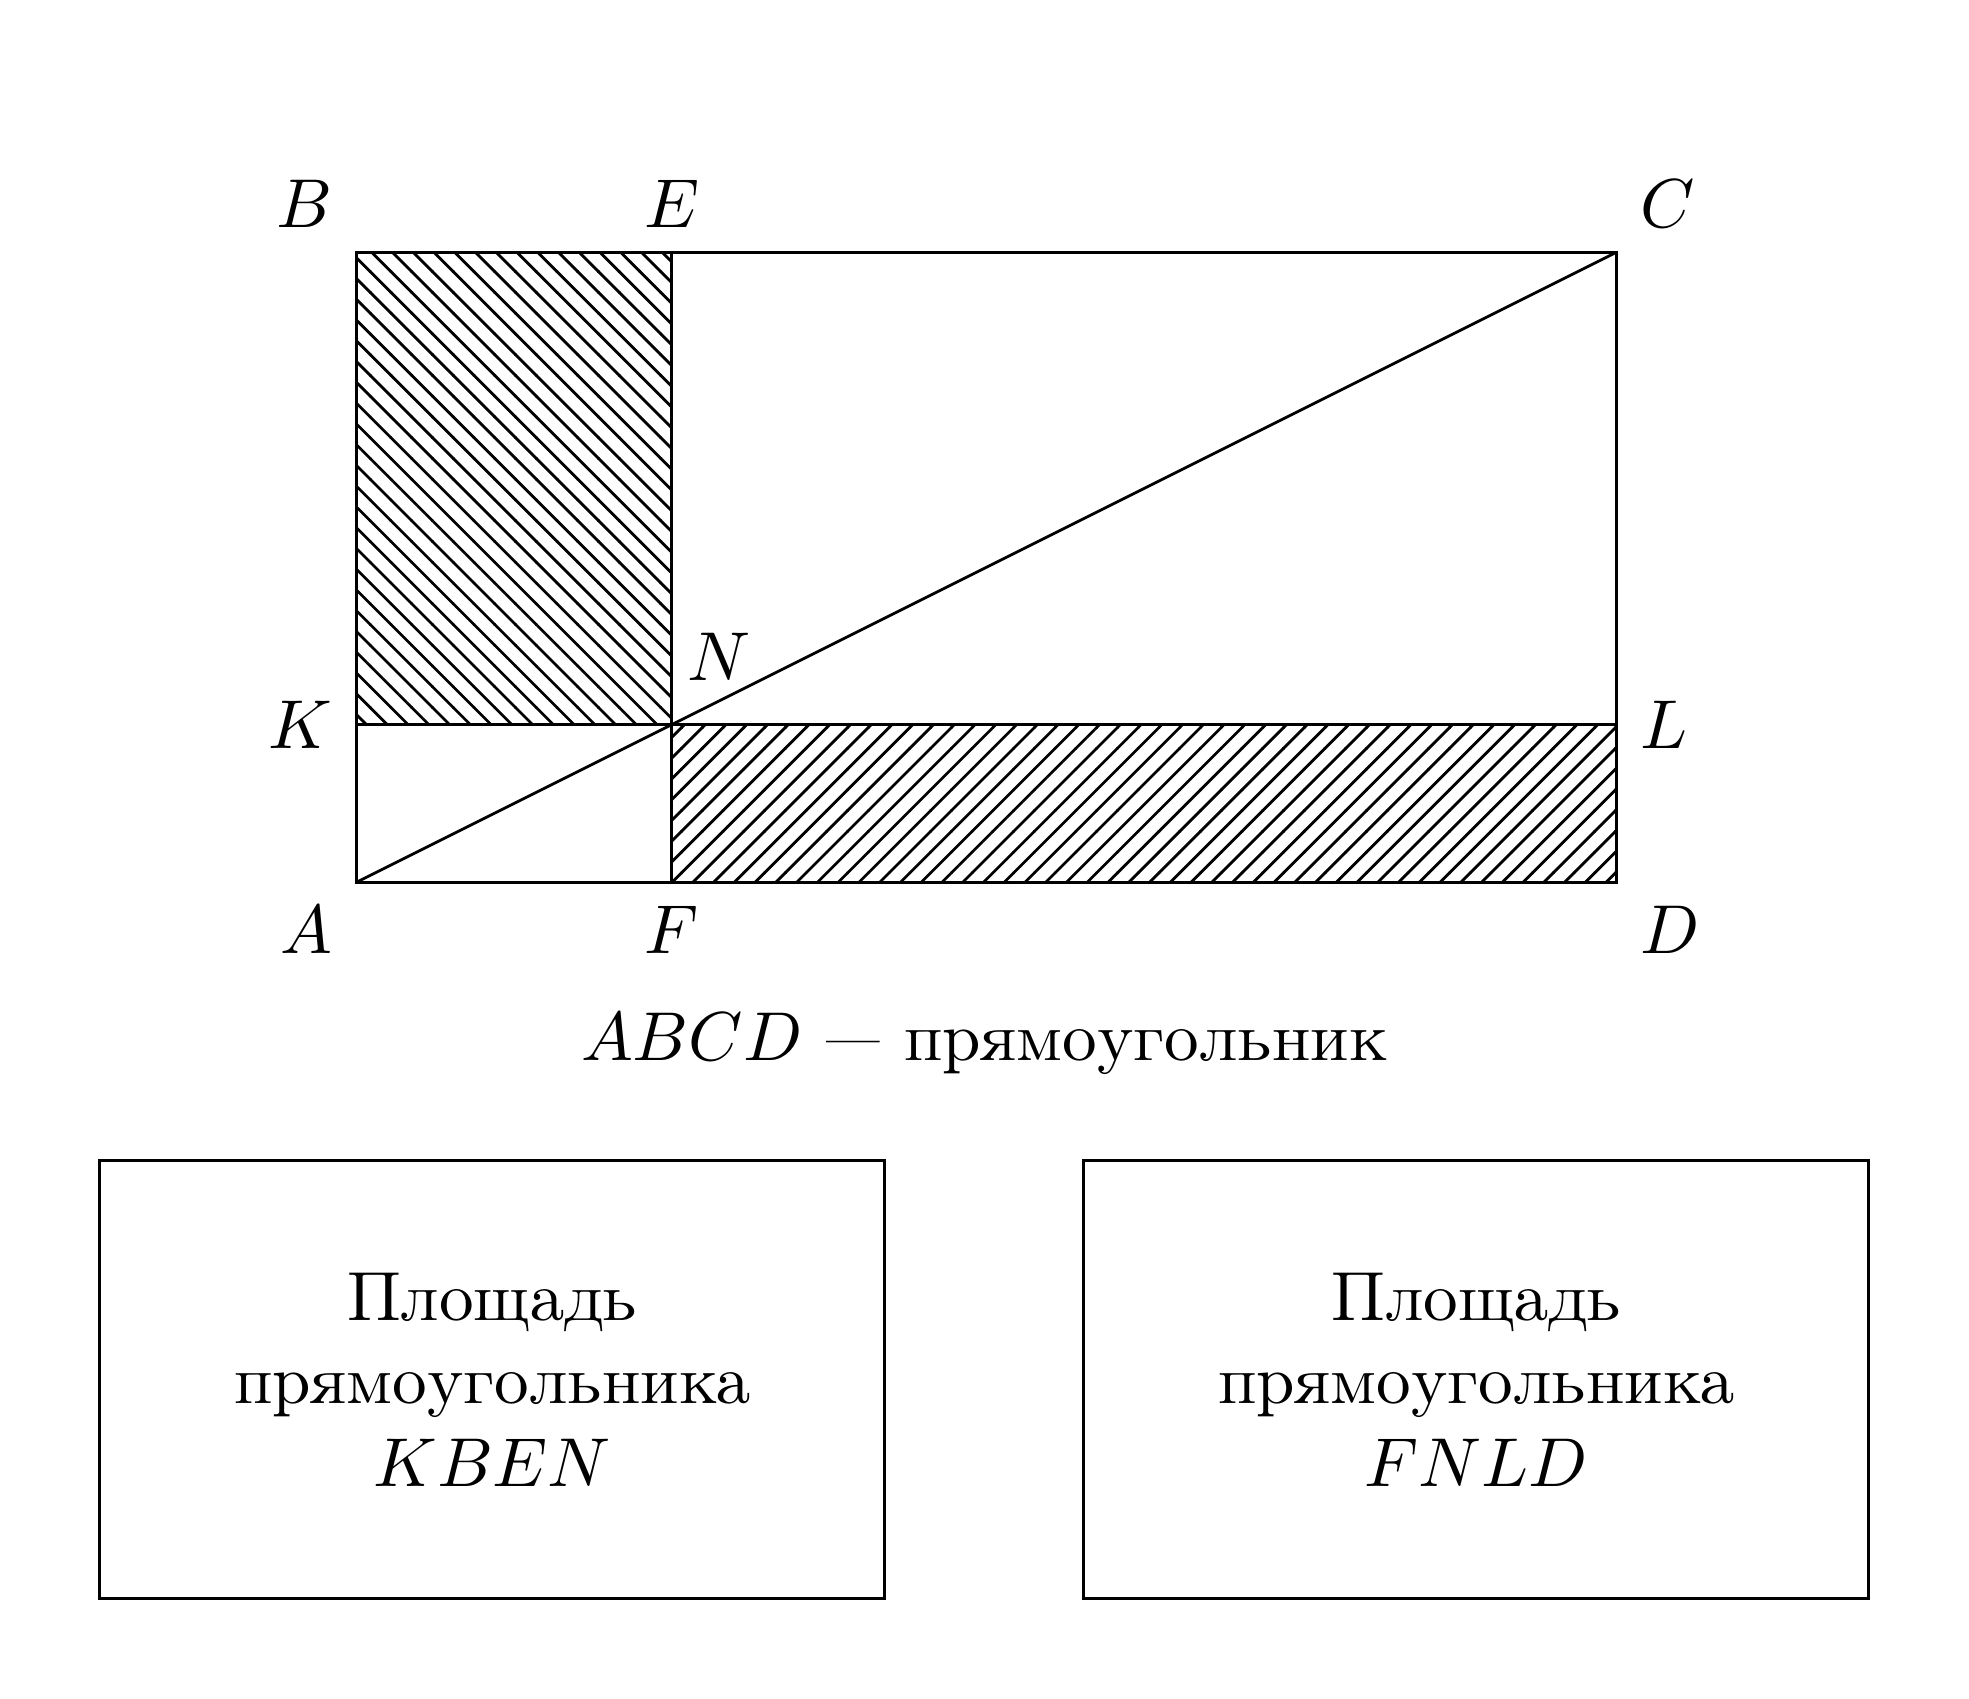 B E C
N
K L
A F D
ABCD — прямоугольник
Площадь
прямоугольника
KBEN
Площадь
прямоугольника
FNLD